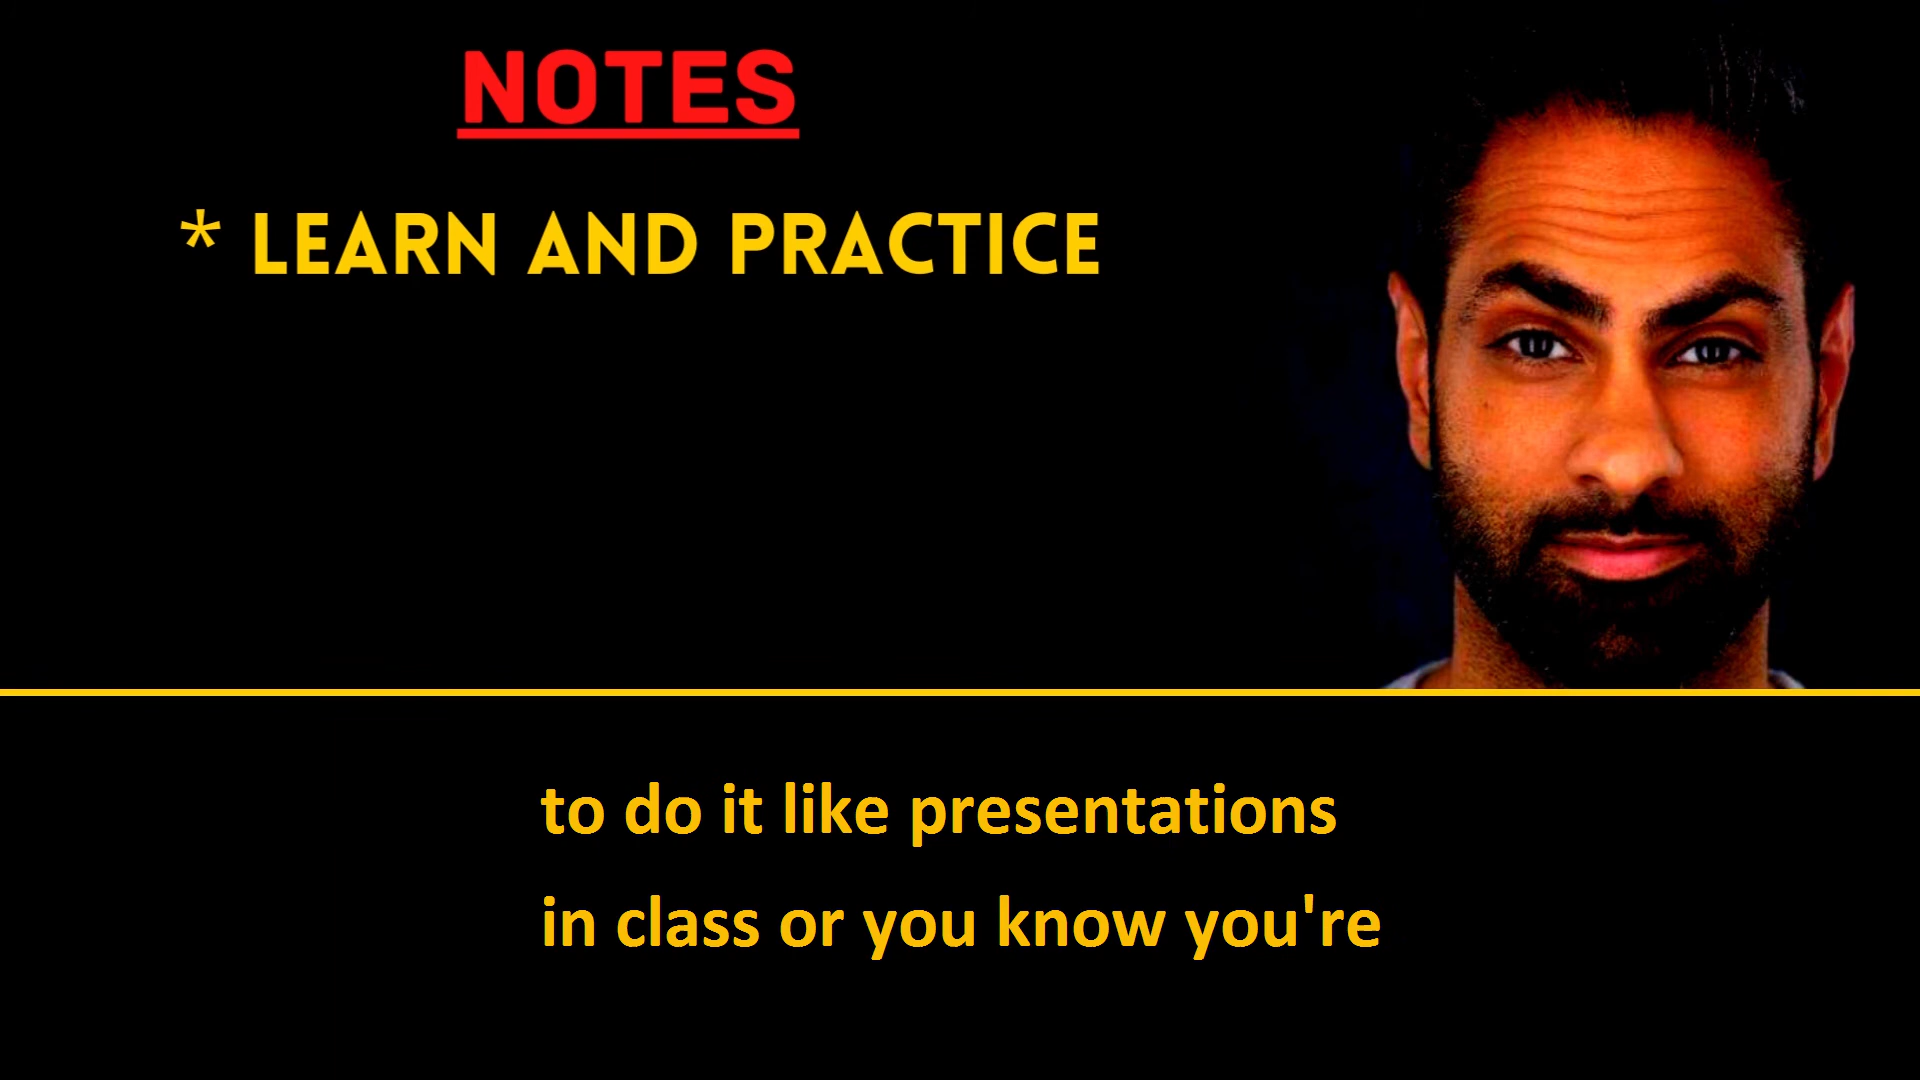 NOTES
* LEARN AND PRACTICE
to do it like presentations
in class or you know you're